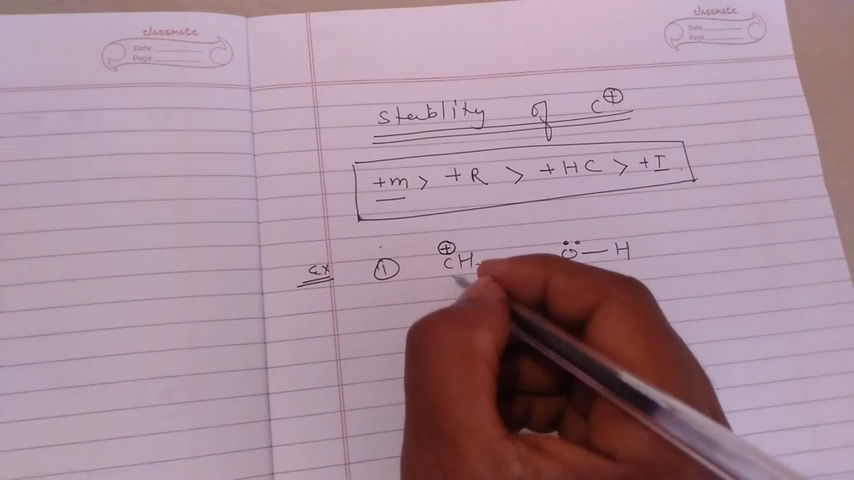 classmate
Date
Page
classmate
Date
Page
Stablity of C⊕
+m > +R > +HC > +I
Ex ① ⊕CH₂ Ö—H